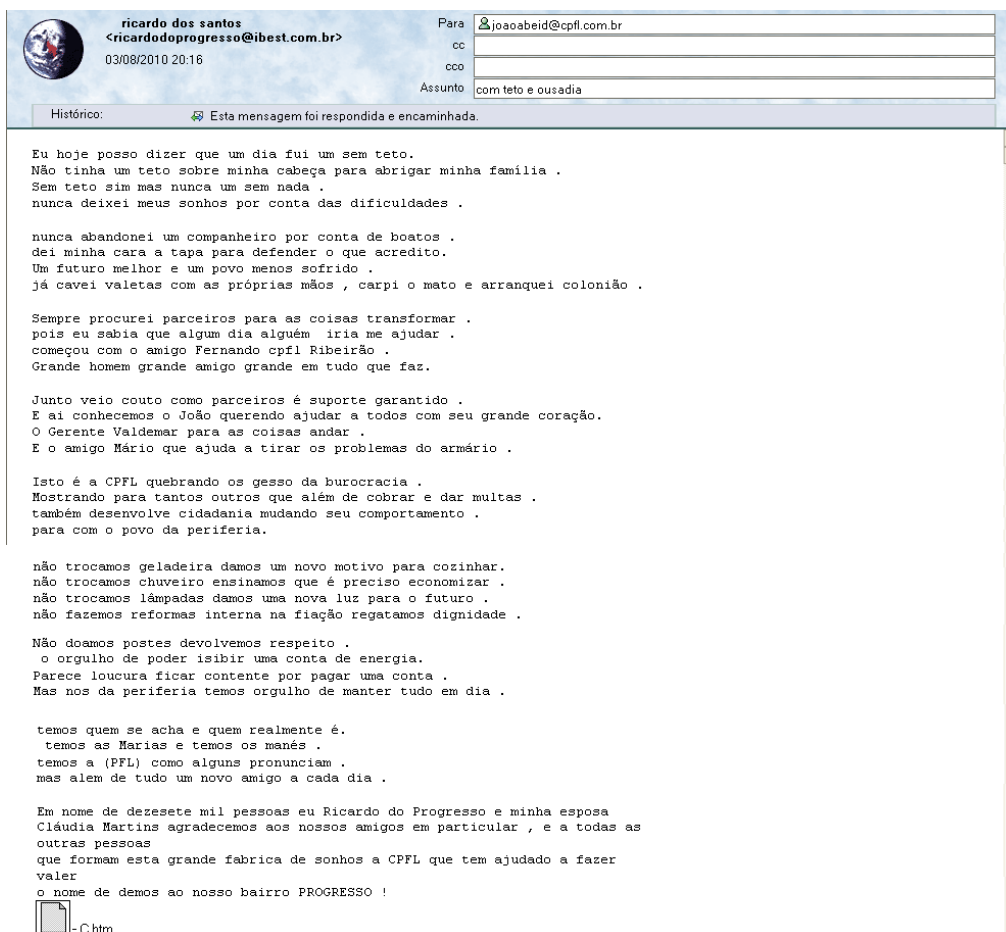 ricardo dos santos
<ricardodoprogresso@ibest.com.br>
03/08/2010 20:16
Para joaoabeid@cpfl.com.br
cc
cco
Assunto com teto e ousadia
Histórico: Esta mensagem foi respondida e encaminhada.
Eu hoje posso dizer que um dia fui um sem teto.
Não tinha um teto sobre minha cabeça para abrigar minha família .
Sem teto sim mas nunca um sem nada .
nunca deixei meus sonhos por conta das dificuldades .
nunca abandonei um companheiro por conta de boatos .
dei minha cara a tapa para defender o que acredito.
Um futuro melhor e um povo menos sofrido .
já cavei valetas com as próprias mãos , carpi o mato e arranquei colonião .
Sempre procurei parceiros para as coisas transformar .
pois eu sabia que algum dia alguém  iria me ajudar .
começou com o amigo Fernando cpfl Ribeirão .
Grande homem grande amigo grande em tudo que faz.
Junto veio couto como parceiros é suporte garantido .
E ai conhecemos o João querendo ajudar a todos com seu grande coração.
O Gerente Valdemar para as coisas andar .
E o amigo Mário que ajuda a tirar os problemas do armário .
Isto é a CPFL quebrando os gesso da burocracia .
Mostrando para tantos outros que além de cobrar e dar multas .
também desenvolve cidadania mudando seu comportamento .
para com o povo da periferia.
não trocamos geladeira damos um novo motivo para cozinhar.
não trocamos chuveiro ensinamos que é preciso economizar .
não trocamos lâmpadas damos uma nova luz para o futuro .
não fazemos reformas interna na fiação regatamos dignidade .
Não doamos postes devolvemos respeito .
o orgulho de poder isibir uma conta de energia.
Parece loucura ficar contente por pagar uma conta .
Mas nos da periferia temos orgulho de manter tudo em dia .
temos quem se acha e quem realmente é.
temos as Marias e temos os manés .
temos a (PFL) como alguns pronunciam .
mas alem de tudo um novo amigo a cada dia .
Em nome de dezesete mil pessoas eu Ricardo do Progresso e minha esposa
Cláudia Martins agradecemos aos nossos amigos em particular , e a todas as
outras pessoas
que formam esta grande fabrica de sonhos a CPFL que tem ajudado a fazer
valer
o nome de demos ao nosso bairro PROGRESSO !
- C.htm